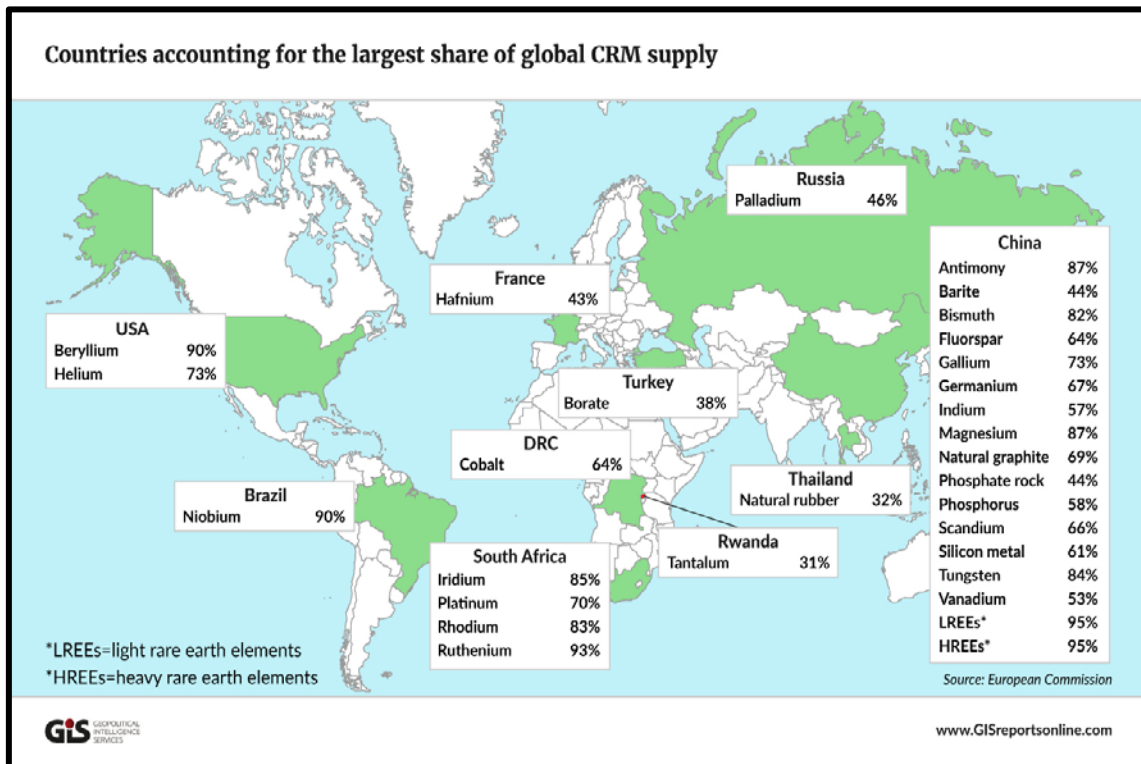 Countries accounting for the largest share of global CRM supply
Russia
Palladium 46%
China
Antimony 87%
Barite 44%
Bismuth 82%
Fluorspar 64%
Gallium 73%
Germanium 67%
Indium 57%
Magnesium 87%
Natural graphite 69%
Phosphate rock 44%
Phosphorus 58%
Scandium 66%
Silicon metal 61%
Tungsten 84%
Vanadium 53%
LREEs* 95%
HREEs* 95%
France
Hafnium 43%
USA
Beryllium 90%
Helium 73%
Turkey
Borate 38%
DRC
Cobalt 64%
Thailand
Natural rubber 32%
Brazil
Niobium 90%
Rwanda
Tantalum 31%
South Africa
Iridium 85%
Platinum 70%
Rhodium 83%
Ruthenium 93%
*LREEs=light rare earth elements
*HREEs=heavy rare earth elements
Source: European Commission
GIS
GEOPOLITICAL
INTELLIGENCE
SERVICES
www.GISreportsonline.com